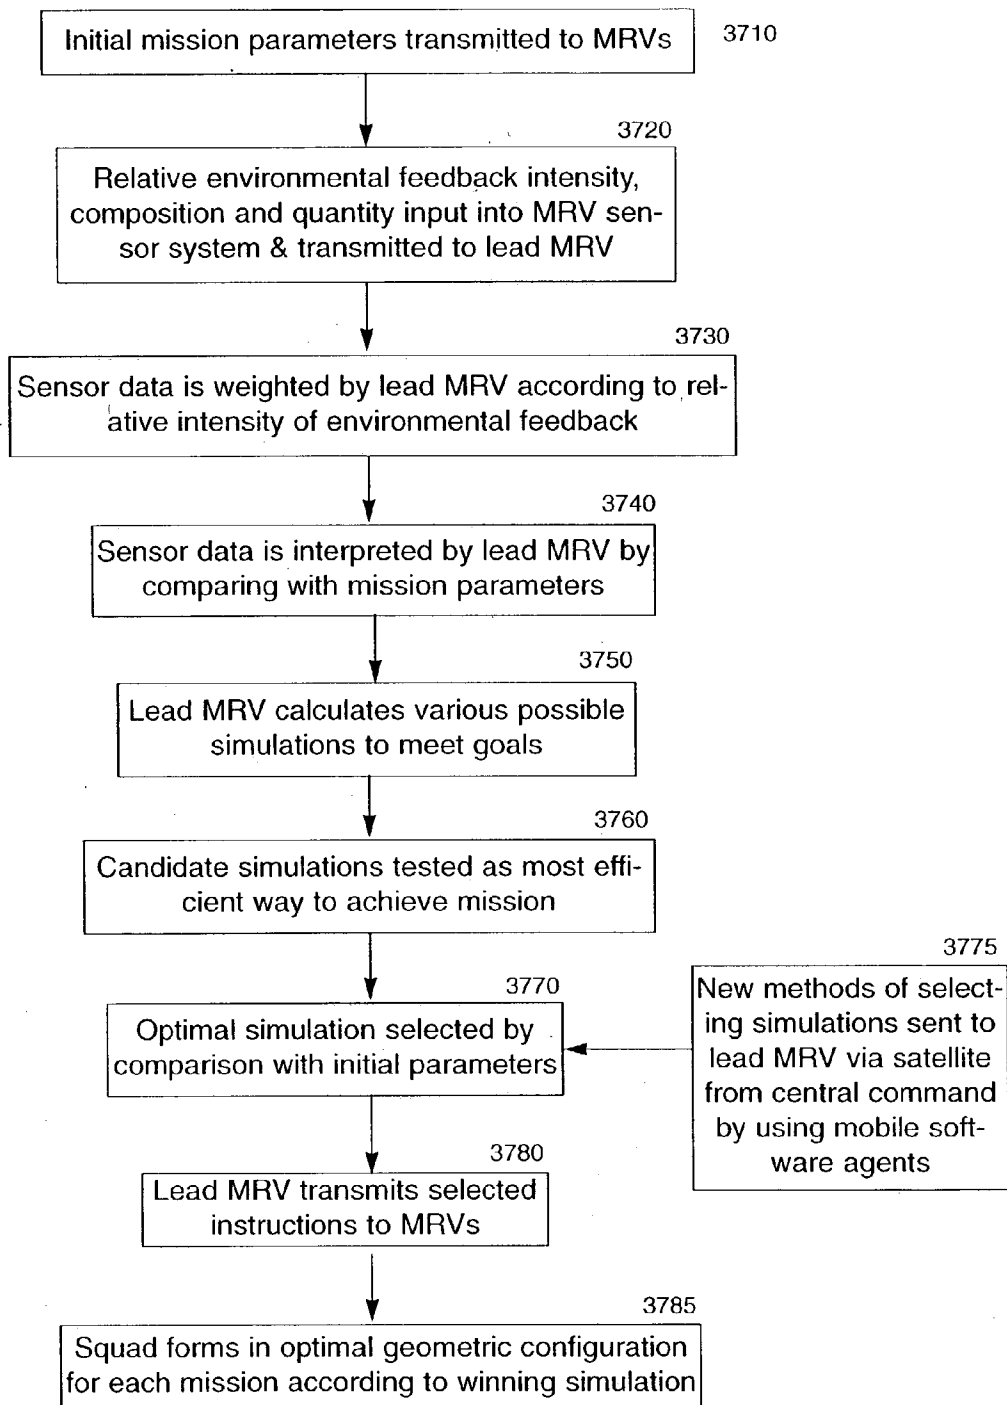 Initial mission parameters transmitted to MRVs
3710
3720
Relative environmental feedback intensity,
composition and quantity input into MRV sen-
sor system & transmitted to lead MRV
3730
Sensor data is weighted by lead MRV according to rel-
ative intensity of environmental feedback
3740
Sensor data is interpreted by lead MRV by
comparing with mission parameters
3750
Lead MRV calculates various possible
simulations to meet goals
3760
Candidate simulations tested as most effi-
cient way to achieve mission
3770
Optimal simulation selected by
comparison with initial parameters
3775
New methods of select-
ing simulations sent to
lead MRV via satellite
from central command
by using mobile soft-
ware agents
3780
Lead MRV transmits selected
instructions to MRVs
3785
Squad forms in optimal geometric configuration
for each mission according to winning simulation